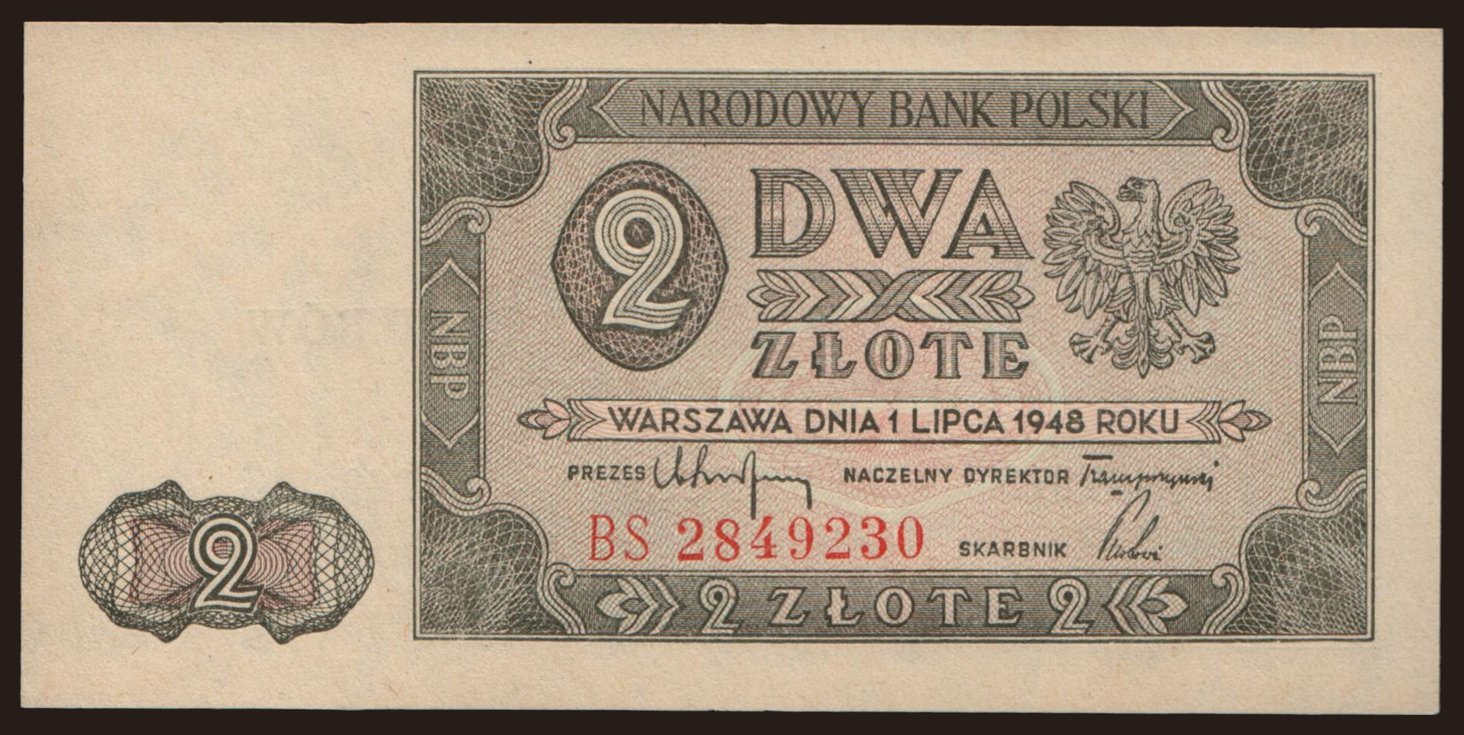 NARODOWY BANK POLSKI
2 DWA
ZŁOTE
NBP
NBP
WARSZAWA DNIA 1 LIPCA 1948 ROKU
PREZES NACZELNY DYREKTOR
BS 2849230 SKARBNIK
2 ZŁOTE 2
2